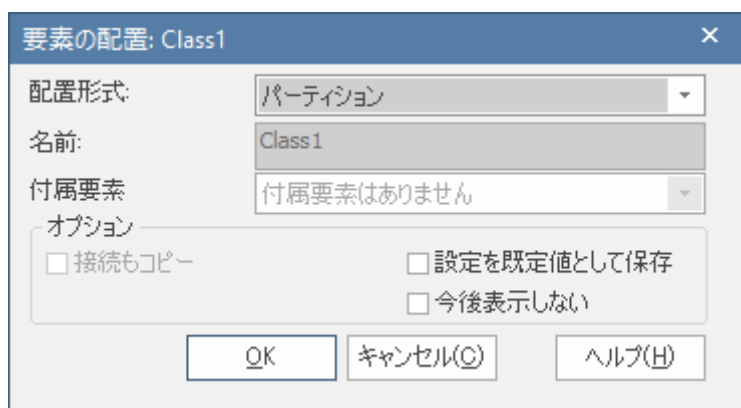 要素の配置: Class1
配置形式: パーティション
名前: Class1
付属要素 付属要素はありません
オプション
接続もコピー 設定を既定値として保存
今後表示しない
OK キャンセル(C) ヘルプ(H)